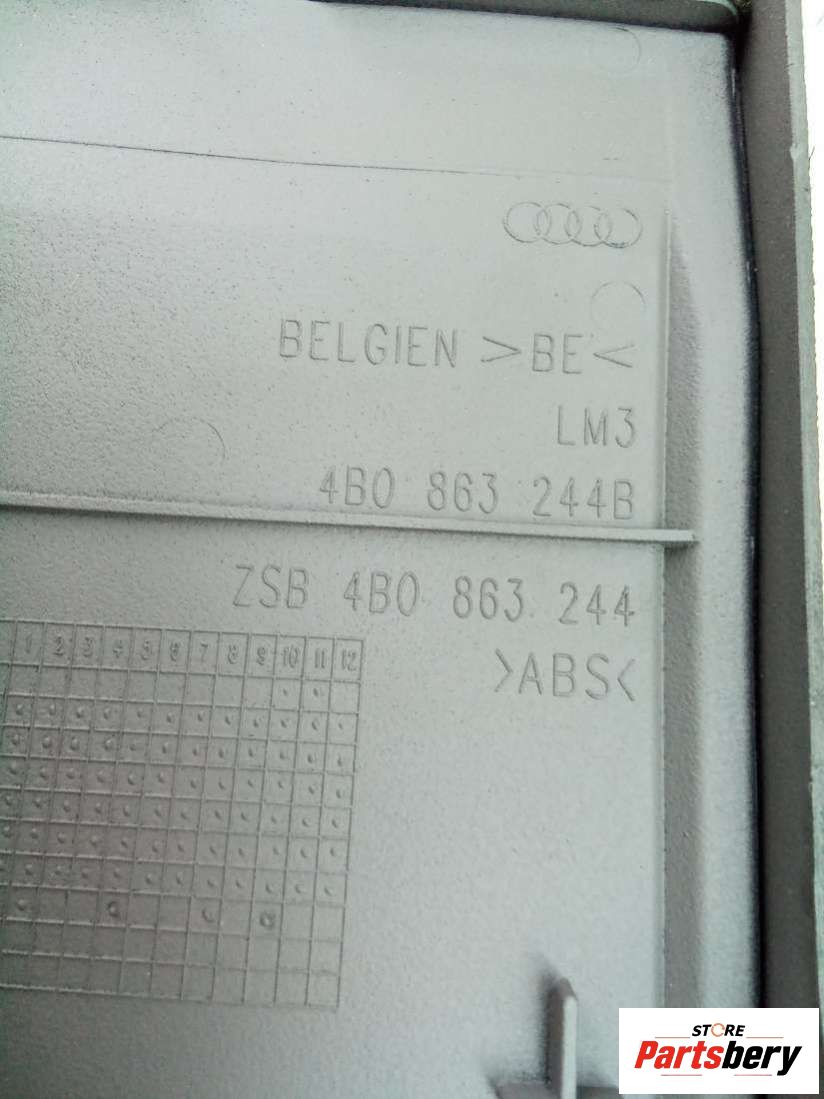 BELGIEN >BE<
LM3
4B0 863 244B
ZSB 4B0 863 244
>ABS<
1 2 3 4 5 6 7 8 9 10 11 12
STORE
Partsbery